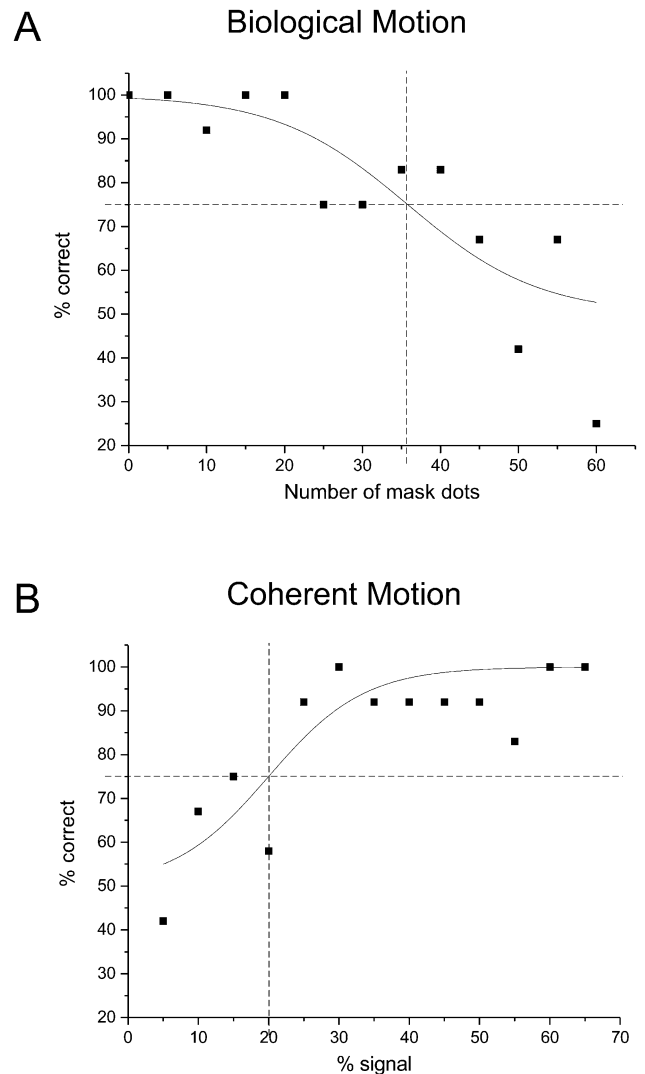 A
Biological Motion
100
90
80
70
60
50
40
30
20
% correct
0 10 20 30 40 50 60
Number of mask dots
B
Coherent Motion
100
90
80
70
60
50
40
30
20
% correct
0 10 20 30 40 50 60 70
% signal